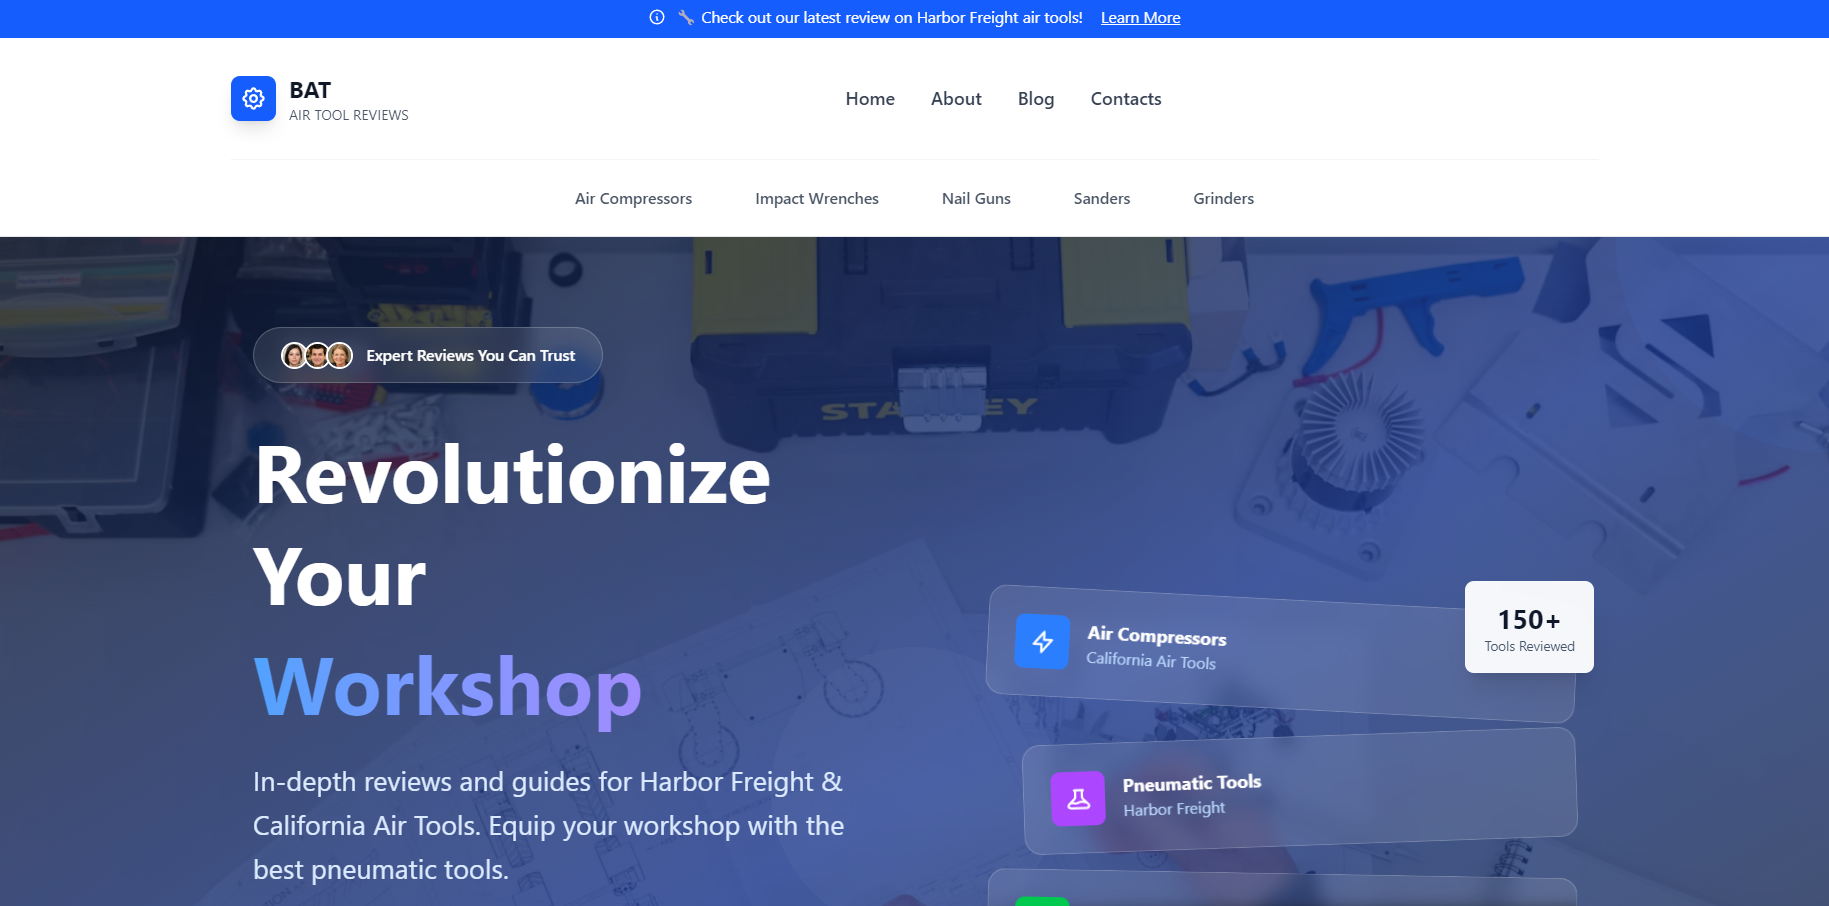 🔧 Check out our latest review on Harbor Freight air tools! Learn More
BAT
AIR TOOL REVIEWS
Home About Blog Contacts
Air Compressors Impact Wrenches Nail Guns Sanders Grinders
STANLEY
Expert Reviews You Can Trust
Revolutionize
Your
Workshop
In-depth reviews and guides for Harbor Freight &
California Air Tools. Equip your workshop with the
best pneumatic tools.
150+
Tools Reviewed
Air Compressors
California Air Tools
Pneumatic Tools
Harbor Freight